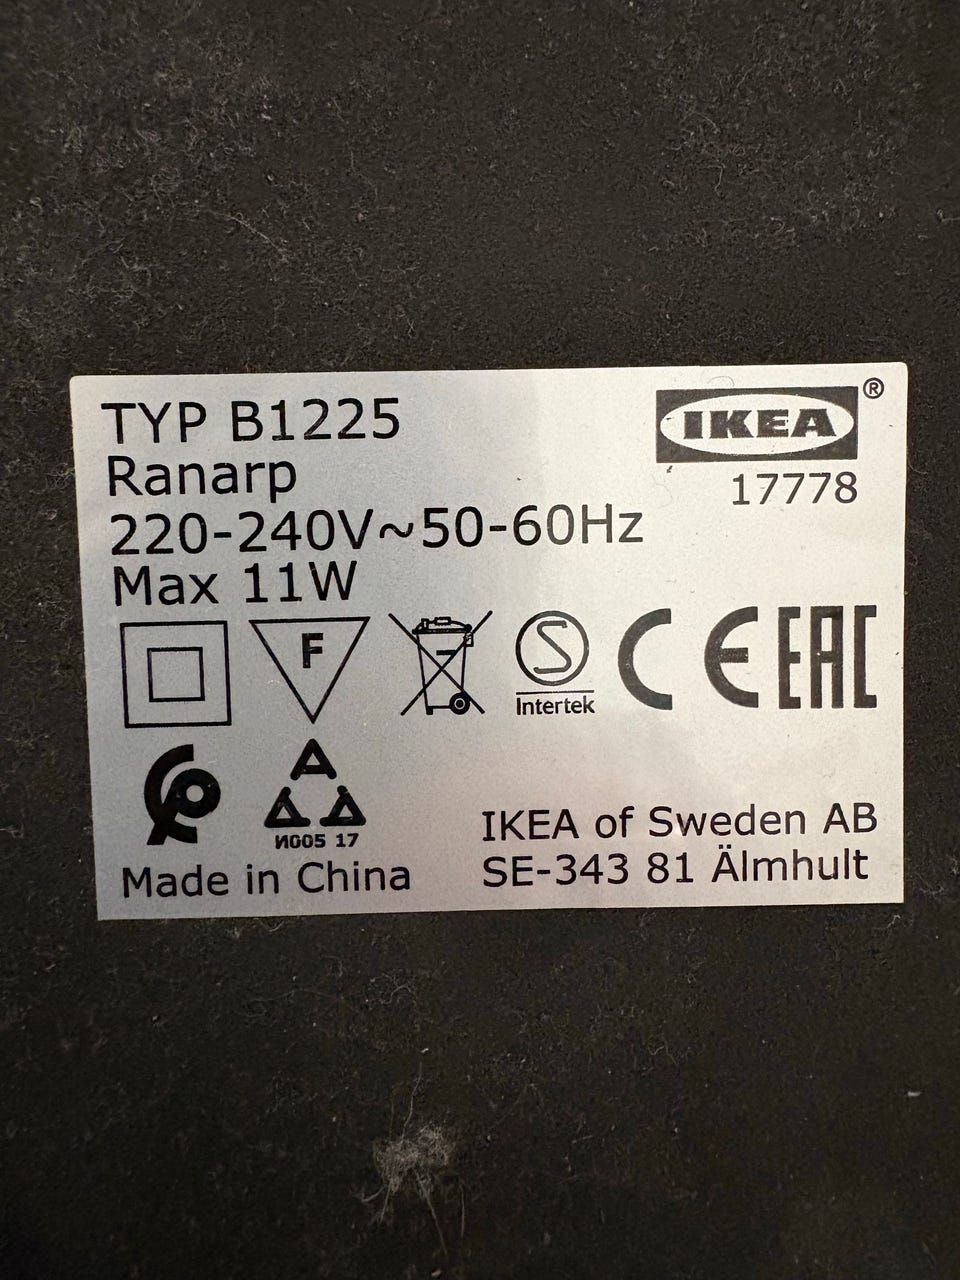 TYP B1225
Ranarp
220-240V~50-60Hz
Max 11W
IKEA®
17778
F
S
Intertek
CE EAC
И005 17
Made in China
IKEA of Sweden AB
SE-343 81 Älmhult